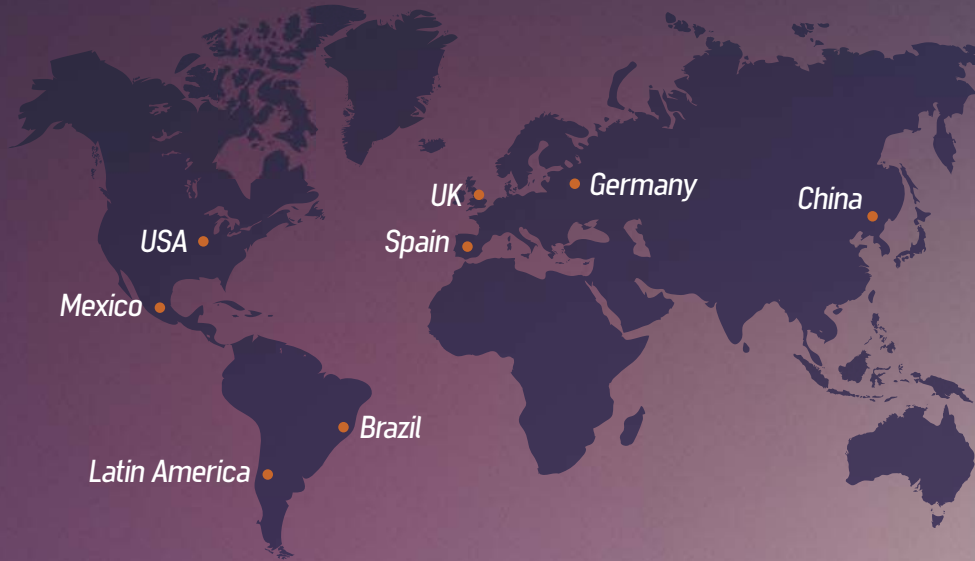 UK
Germany
China
USA
Spain
Mexico
Brazil
Latin America